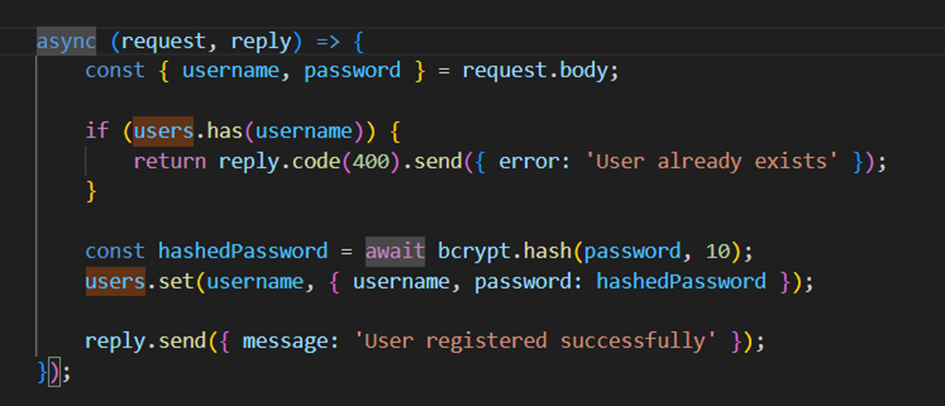 async (request, reply) => {
const { username, password } = request.body;
if (users.has(username)) {
return reply.code(400).send({ error: 'User already exists' });
}
const hashedPassword = await bcrypt.hash(password, 10);
users.set(username, { username, password: hashedPassword });
reply.send({ message: 'User registered successfully' });
});